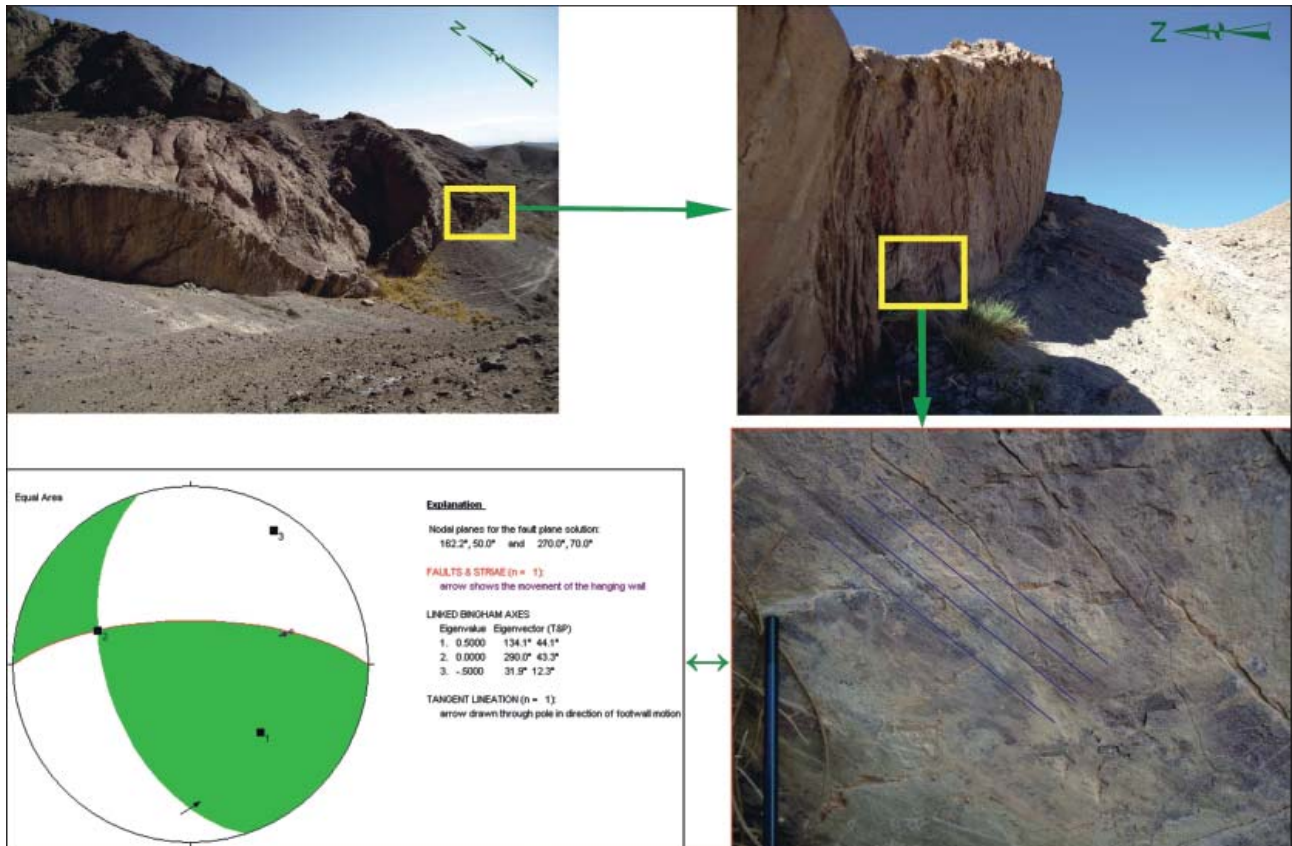 N
N
Equal Area
3
2
1
Explanation
Nodal planes for the fault plane solution:
162.2°, 50.0° and 270.0°, 70.0°
FAULTS & STRIAE (n = 1):
arrow shows the movement of the hanging wall
LINKED BINGHAM AXES
Eigenvalue Eigenvector (T&P)
1. 0.5000 134.1° 44.1°
2. 0.0000 290.0° 43.3°
3. -.5000 31.9° 12.3°
TANGENT LINEATION (n = 1):
arrow drawn through pole in direction of footwall motion